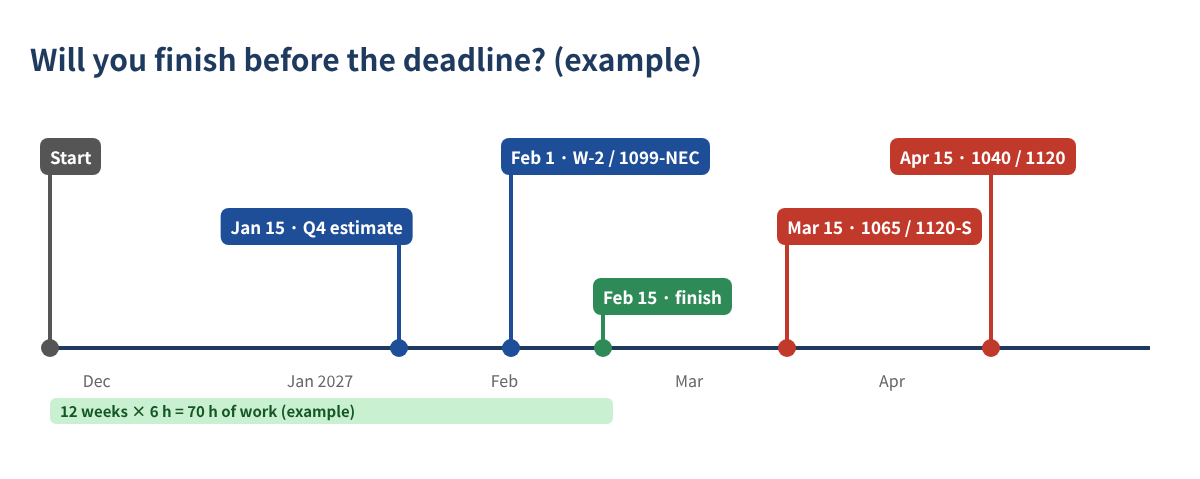 Will you finish before the deadline? (example)
Start
Feb 1 · W-2 / 1099-NEC
Apr 15 · 1040 / 1120
Jan 15 · Q4 estimate
Mar 15 · 1065 / 1120-S
Feb 15 · finish
Dec
Jan 2027
Feb
Mar
Apr
12 weeks × 6 h = 70 h of work (example)